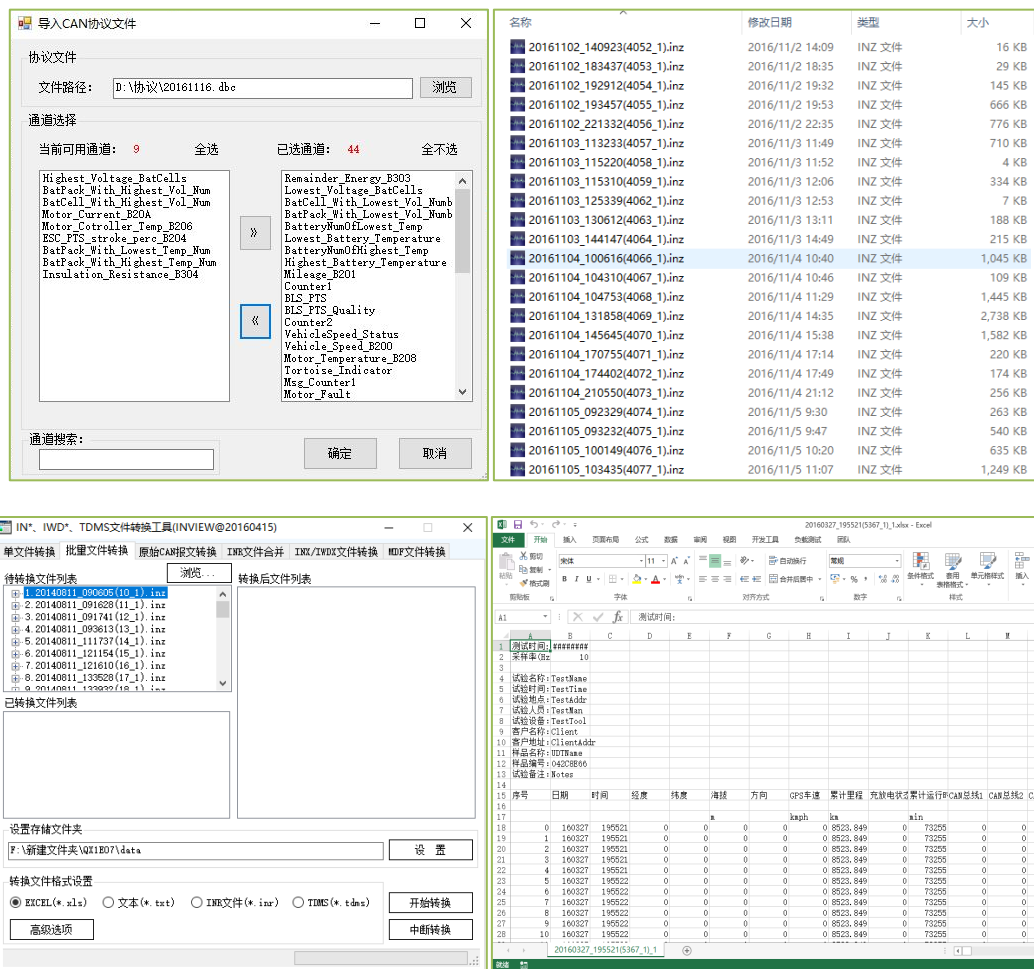 导入CAN协议文件
协议文件
文件路径: D:\协议\20161116.dbc 浏览
通道选择
当前可用通道: 9 全选 已选通道: 44 全不选
Highest_Voltage_BatCells
BatPack_With_Highest_Vol_Num
BatCell_With_Highest_Vol_Num
Motor_Current_B20A
Motor_Cotroller_Temp_B206
ESC_PTS_stroke_perc_B204
BatPack_With_Lowest_Temp_Num
BatPack_With_Highest_Temp_Num
Insulation_Resistance_B304
»
«
Remainder_Energy_B303
Lowest_Voltage_BatCells
BatCell_With_Lowest_Vol_Numb
BatPack_With_Lowest_Vol_Numb
BatteryNumOfLowest_Temp
Lowest_Battery_Temperature
BatteryNumOfHighest_Temp
Highest_Battery_Temperature
Mileage_B201
Counter1
BLS_PTS
BLS_PTS_Quality
Counter2
VehicleSpeed_Status
Vehicle_Speed_B200
Motor_Temperature_B208
Tortoise_Indicator
Msg_Counter1
Motor_Fault
通道搜索:
确定 取消
名称 修改日期 类型 大小
20161102_140923(4052_1).inz 2016/11/2 14:09 INZ 文件 16 KB
20161102_183437(4053_1).inz 2016/11/2 18:35 INZ 文件 29 KB
20161102_192912(4054_1).inz 2016/11/2 19:32 INZ 文件 145 KB
20161102_193457(4055_1).inz 2016/11/2 19:53 INZ 文件 666 KB
20161102_221332(4056_1).inz 2016/11/2 22:35 INZ 文件 776 KB
20161103_113233(4057_1).inz 2016/11/3 11:49 INZ 文件 710 KB
20161103_115220(4058_1).inz 2016/11/3 11:52 INZ 文件 4 KB
20161103_115310(4059_1).inz 2016/11/3 12:06 INZ 文件 334 KB
20161103_125339(4062_1).inz 2016/11/3 12:53 INZ 文件 7 KB
20161103_130612(4063_1).inz 2016/11/3 13:11 INZ 文件 188 KB
20161103_144147(4064_1).inz 2016/11/3 14:49 INZ 文件 215 KB
20161104_100616(4066_1).inz 2016/11/4 10:40 INZ 文件 1,045 KB
20161104_104310(4067_1).inz 2016/11/4 10:46 INZ 文件 109 KB
20161104_104753(4068_1).inz 2016/11/4 11:29 INZ 文件 1,445 KB
20161104_131858(4069_1).inz 2016/11/4 14:35 INZ 文件 2,738 KB
20161104_145645(4070_1).inz 2016/11/4 15:38 INZ 文件 1,582 KB
20161104_170755(4071_1).inz 2016/11/4 17:14 INZ 文件 220 KB
20161104_174402(4072_1).inz 2016/11/4 17:49 INZ 文件 174 KB
20161104_210550(4073_1).inz 2016/11/4 21:12 INZ 文件 256 KB
20161105_092329(4074_1).inz 2016/11/5 9:30 INZ 文件 263 KB
20161105_093232(4075_1).inz 2016/11/5 9:47 INZ 文件 540 KB
20161105_100149(4076_1).inz 2016/11/5 10:20 INZ 文件 635 KB
20161105_103435(4077_1).inz 2016/11/5 11:07 INZ 文件 1,249 KB
IN*、IWD*、TDMS文件转换工具(INVIEW@20160415)
单文件转换 批量文件转换 原始CAN报文转换 INR文件合并 INX/IWDX文件转换 MDF文件转换
待转换文件列表 浏览... 转换后文件列表
1.20140811_090605(10_1).inz
2.20140811_091628(11_1).inz
3.20140811_091741(12_1).inz
4.20140811_093613(13_1).inz
5.20140811_111737(14_1).inz
6.20140811_121154(15_1).inz
7.20140811_121610(16_1).inz
8.20140811_133528(17_1).inz
9.20140811_133932(18_1).inz
已转换文件列表
设置存储文件夹
F:\新建文件夹\QX1E07\data 设 置
转换文件格式设置
EXCEL(*.xls) 文本(*.txt) INR文件(*.inr) TDMS(*.tdms) 开始转换
高级选项 中断转换
20160327_195521(5367_1)_1.xlsx - Excel
文件 开始 插入 页面布局 公式 数据 审阅 视图 开发工具 负载测试 团队
粘贴 剪切 复制 格式刷 宋体 11 自动换行 合并后居中 常规 条件格式 套用表格格式 单元格样式 插入
剪贴板 字体 对齐方式 数字 样式
A1 fx 测试时间:
A B C D E F G H I J K L M
1 测试时间: ########
2 采样率(Hz 10
3
4 试验名称:TestName
5 试验时间:TestTime
6 试验地点:TestAddr
7 试验人员:TestMan
8 试验设备:TestTool
9 客户名称:Client
10 客户地址:ClientAddr
11 样品名称:UDTName
12 样品编号:042C8B66
13 试验备注:Notes
14
15 序号 日期 时间 经度 纬度 海拔 方向 GPS车速 累计里程 充放电状态 累计运行时 CAN总线1 CAN总线2
16
17 m kmph km min
18 0 160327 195521 0 0 0 0 0 8523.849 0 73255 0 0
19 1 160327 195521 0 0 0 0 0 8523.849 0 73255 0 0
20 2 160327 195521 0 0 0 0 0 8523.849 0 73255 0 0
21 3 160327 195521 0 0 0 0 0 8523.849 0 73255 0 0
22 4 160327 195521 0 0 0 0 0 8523.849 0 73255 0 0
23 5 160327 195522 0 0 0 0 0 8523.849 0 73255 0 0
24 6 160327 195522 0 0 0 0 0 8523.849 0 73255 0 0
25 7 160327 195522 0 0 0 0 0 8523.849 0 73255 0 0
26 8 160327 195522 0 0 0 0 0 8523.849 0 73255 0 0
27 9 160327 195522 0 0 0 0 0 8523.849 0 73255 0 0
28 10 160327 195522 0 0 0 0 0 8523.849 0 73255 0 0
20160327_195521(5367_1)_1
就绪